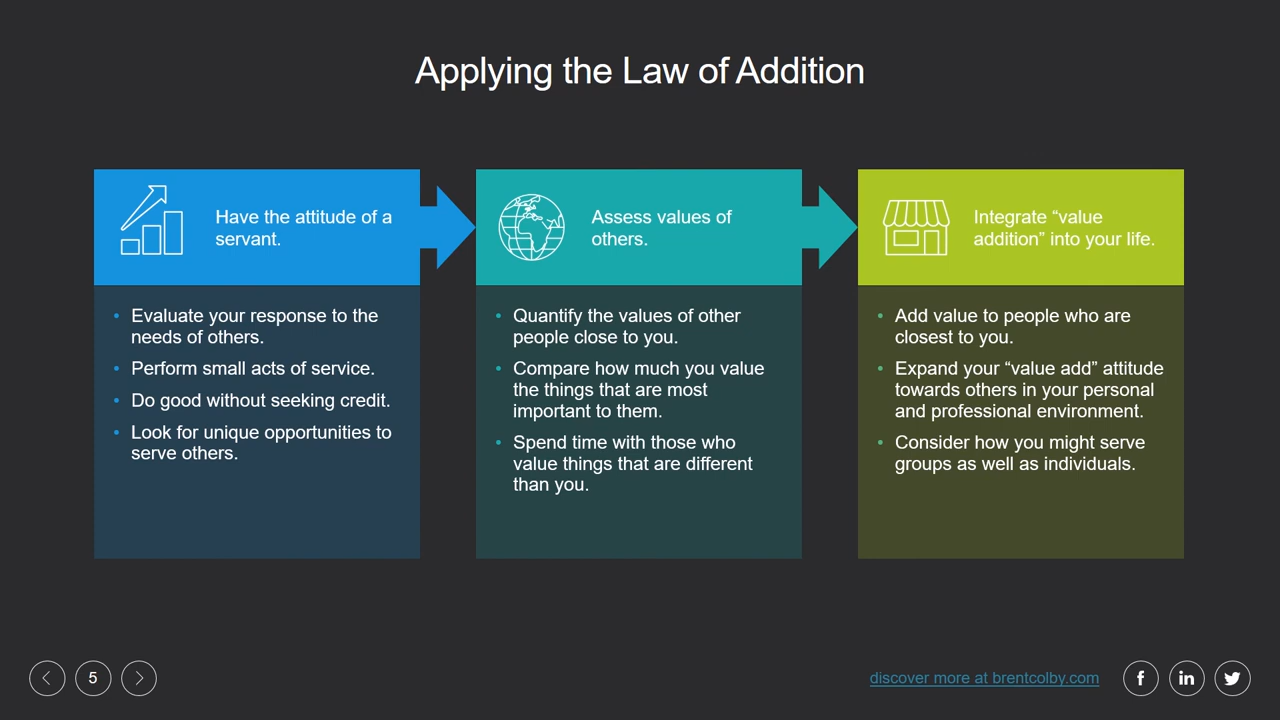 Applying the Law of Addition
Have the attitude of a
servant.
Assess values of
others.
Integrate “value
addition” into your life.
• Evaluate your response to the
needs of others.
• Perform small acts of service.
• Do good without seeking credit.
• Look for unique opportunities to
serve others.
• Quantify the values of other
people close to you.
• Compare how much you value
the things that are most
important to them.
• Spend time with those who
value things that are different
than you.
• Add value to people who are
closest to you.
• Expand your “value add” attitude
towards others in your personal
and professional environment.
• Consider how you might serve
groups as well as individuals.
5
discover more at brentcolby.com
f
in